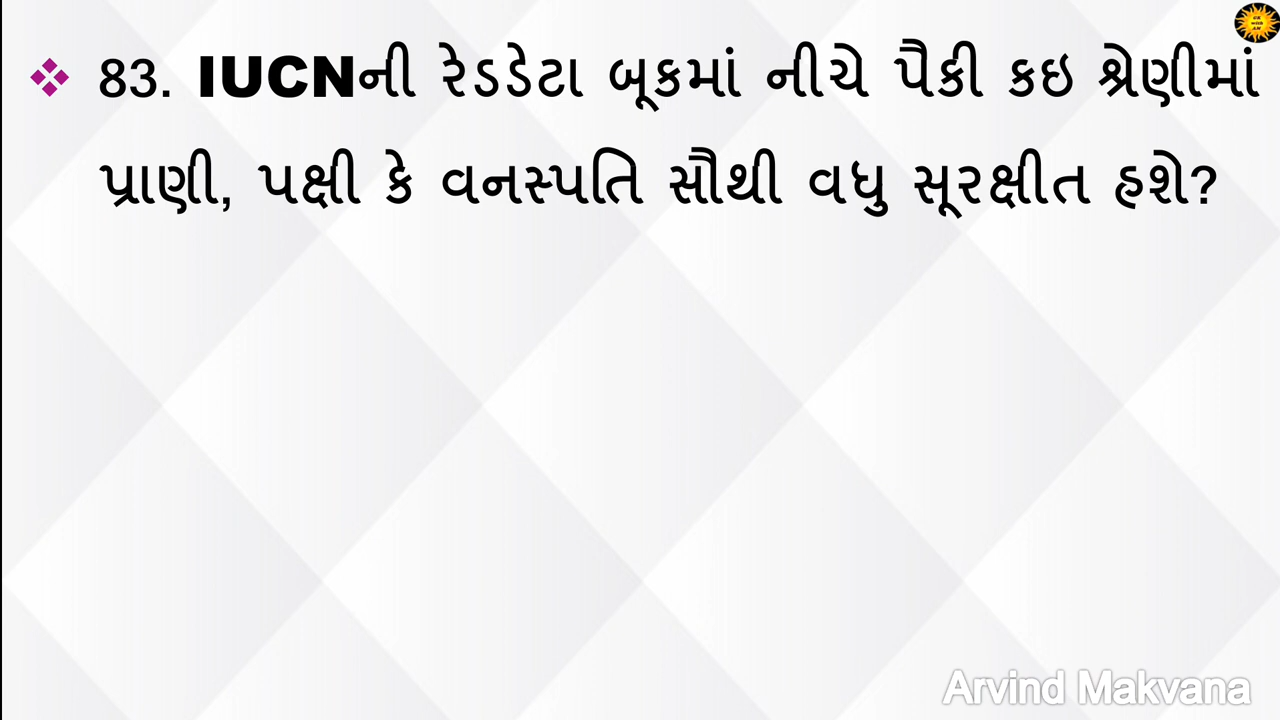 ❖ 83. IUCNની રેડડેટા બૂકમાં નીચે પૈકી કઇ શ્રેણીમાં
પ્રાણી, પક્ષી કે વનસ્પતિ સૌથી વધુ સૂરક્ષીત હશે?
Arvind Makvana